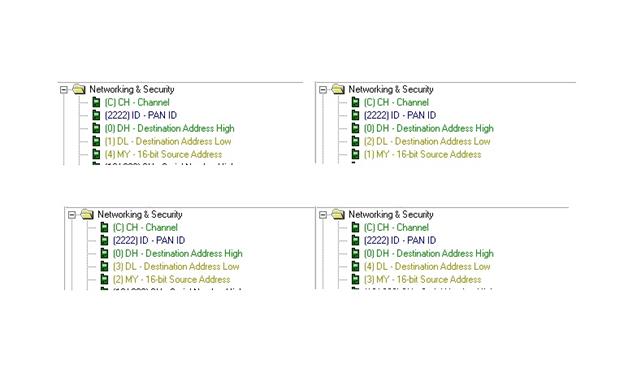 Networking & Security
(C) CH - Channel
(2222) ID - PAN ID
(0) DH - Destination Address High
(1) DL - Destination Address Low
(4) MY - 16-bit Source Address
Networking & Security
(C) CH - Channel
(2222) ID - PAN ID
(0) DH - Destination Address High
(2) DL - Destination Address Low
(1) MY - 16-bit Source Address
Networking & Security
(C) CH - Channel
(2222) ID - PAN ID
(0) DH - Destination Address High
(3) DL - Destination Address Low
(2) MY - 16-bit Source Address
Networking & Security
(C) CH - Channel
(2222) ID - PAN ID
(0) DH - Destination Address High
(4) DL - Destination Address Low
(3) MY - 16-bit Source Address